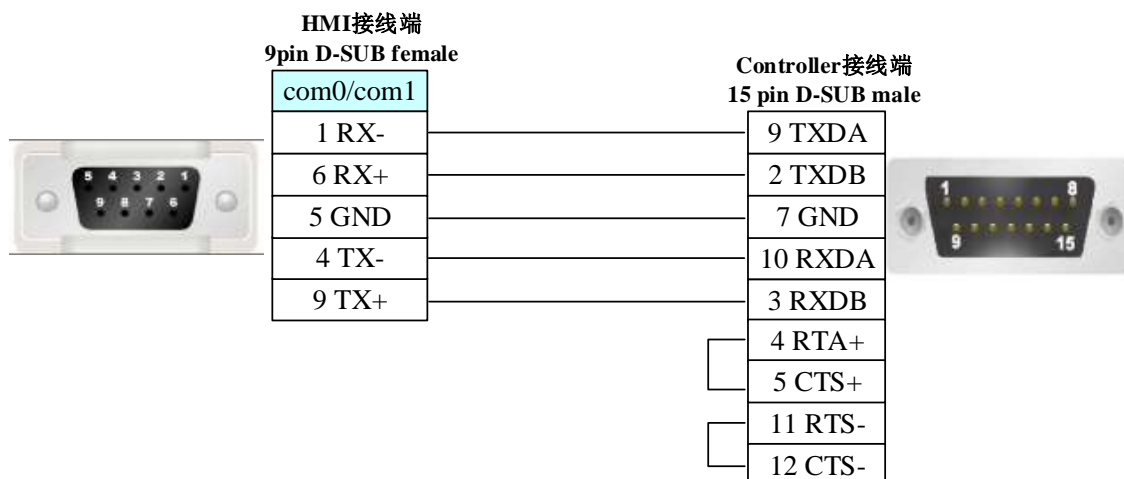 HMI接线端
9pin D-SUB female
com0/com1
1 RX-
6 RX+
5 GND
4 TX-
9 TX+
5 4 3 2 1
9 8 7 6
Controller接线端
15 pin D-SUB male
9 TXDA
2 TXDB
7 GND
10 RXDA
3 RXDB
4 RTA+
5 CTS+
11 RTS-
12 CTS-
1 8
9 15